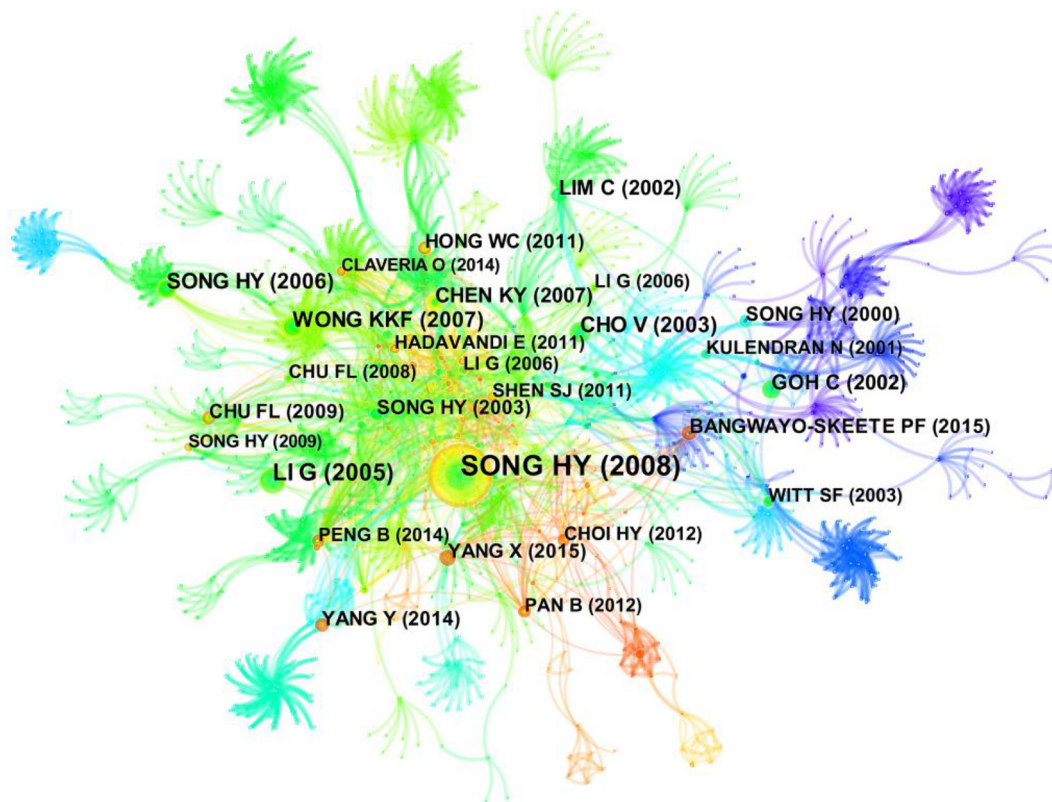 LIM C (2002)
HONG WC (2011)
CLAVERIA O (2014)
SONG HY (2006)
LI G (2006)
CHEN KY (2007)
SONG HY (2000)
WONG KKF (2007)
CHO V (2003)
HADAVANDI E (2011)
KULENDRAN N (2001)
LI G (2006)
CHU FL (2008)
GOH C (2002)
SHEN SJ (2011)
CHU FL (2009)
SONG HY (2003)
BANGWAYO-SKEETE PF (2015)
SONG HY (2009)
LI G (2005)
SONG HY (2008)
WITT SF (2003)
PENG B (2014)
CHOI HY (2012)
YANG X (2015)
PAN B (2012)
YANG Y (2014)